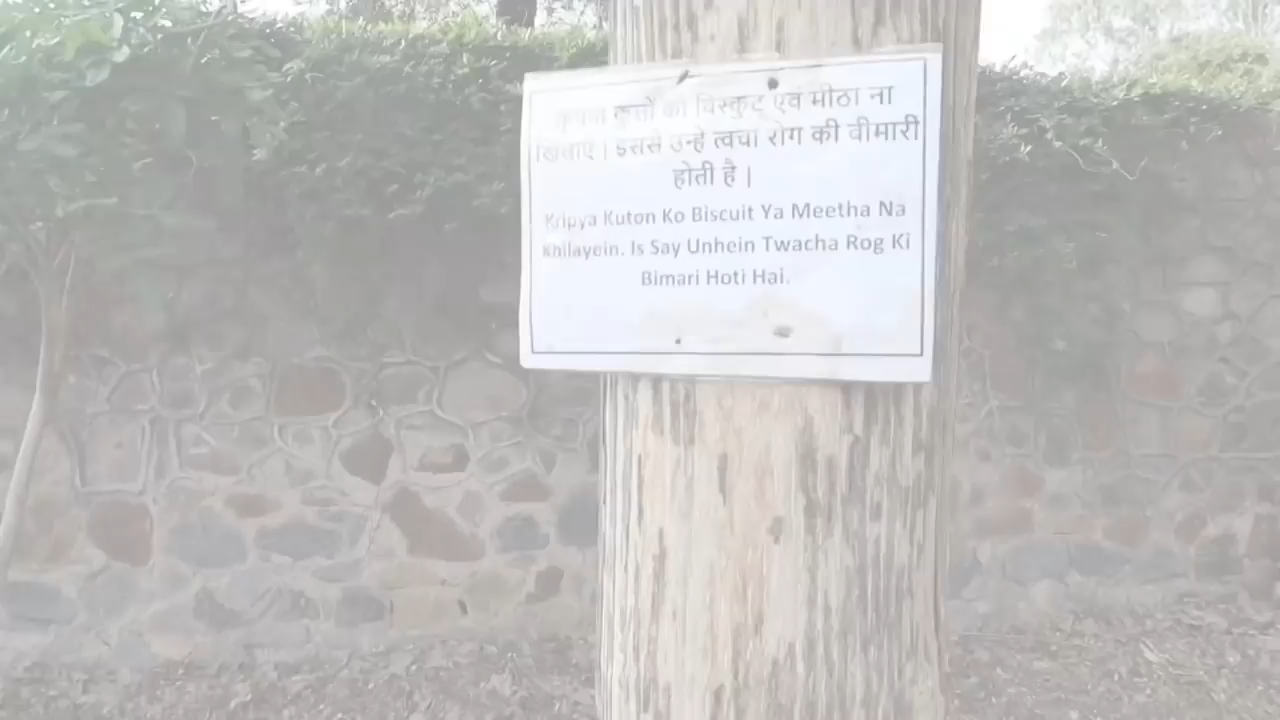 कृपया कुत्तों को बिस्कुट एवं मीठा ना
खिलाएं | इससे उन्हे त्वचा रोग की बीमारी
होती है |
Kripya Kuton Ko Biscuit Ya Meetha Na
Khilayein. Is Say Unhein Twacha Rog Ki
Bimari Hoti Hai.